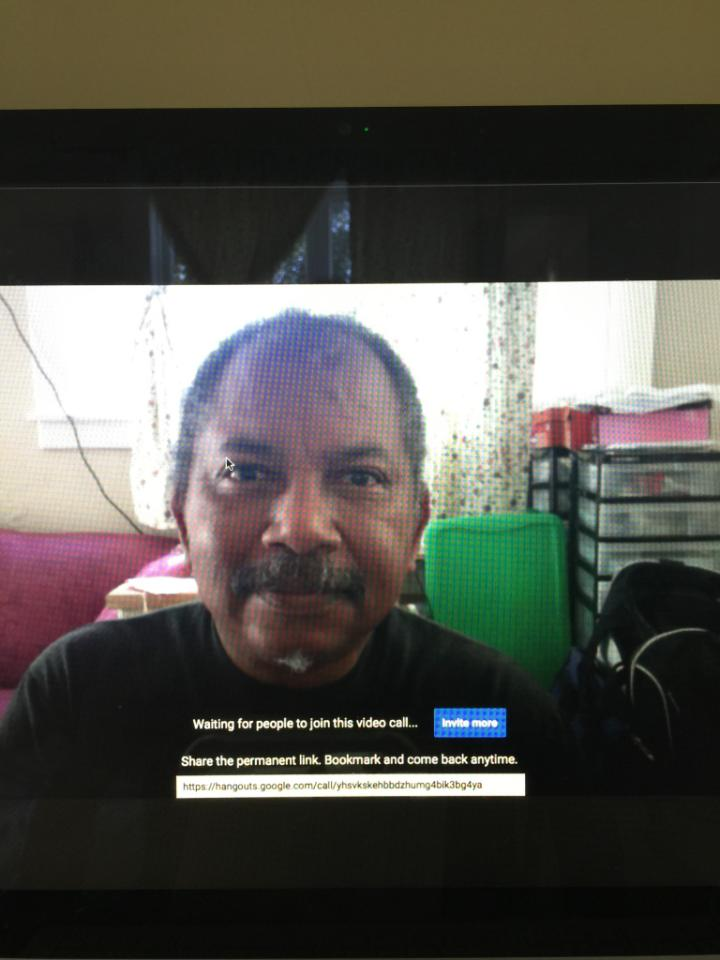 Waiting for people to join this video call... Invite more
Share the permanent link. Bookmark and come back anytime.
https://hangouts.google.com/call/yhsvkskehbbdzhumg4bik3bg4ya